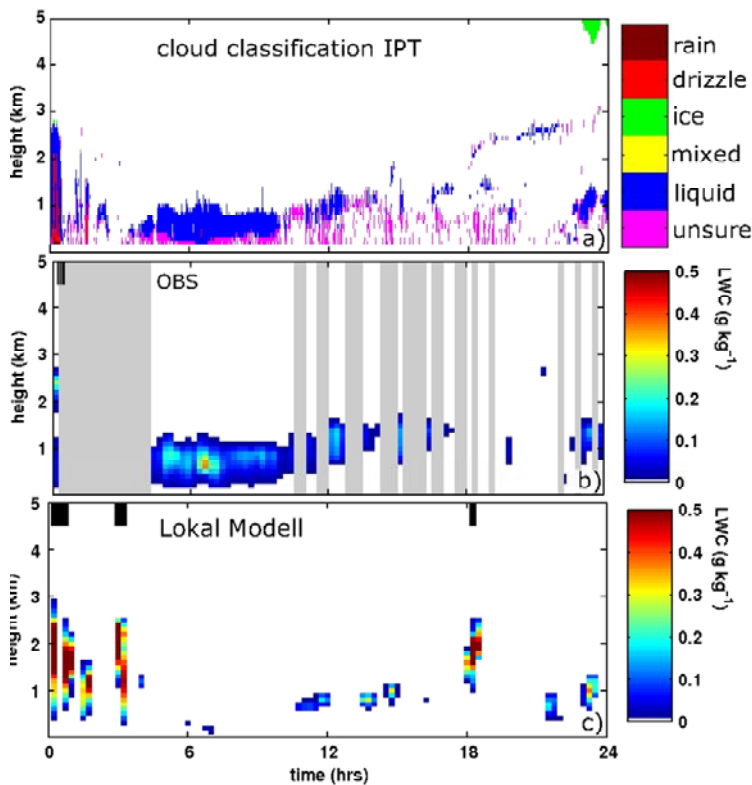 5
cloud classification IPT
4
height (km)
3
2
1
a)
rain
drizzle
ice
mixed
liquid
unsure
5
OBS
4
height (km)
3
2
1
b)
0.5
0.4
0.3
0.2
0.1
0
LWC (g kg⁻¹)
5
Lokal Modell
4
3
2
1
c)
0
6
12
18
24
time (hrs)
0.5
0.4
0.3
0.2
0.1
0
LWC (g kg⁻¹)